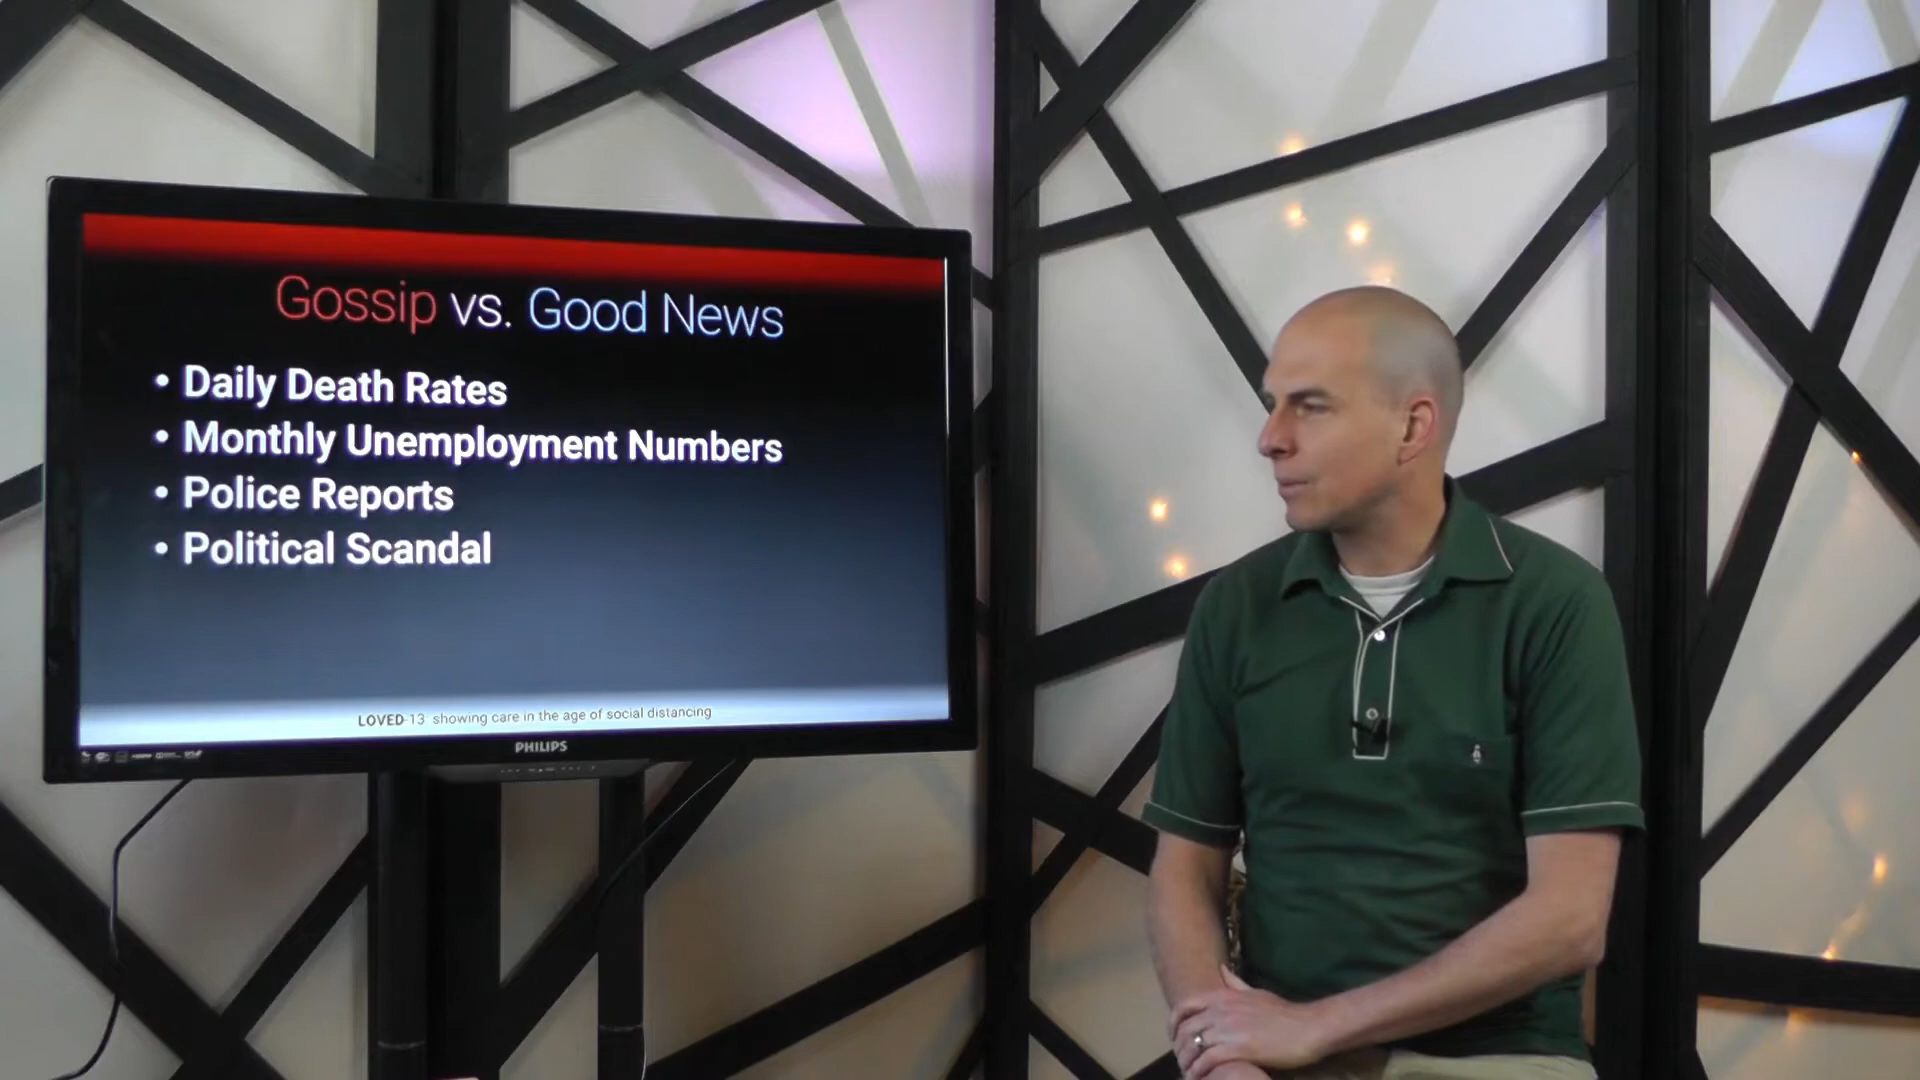 Gossip vs. Good News
• Daily Death Rates
• Monthly Unemployment Numbers
• Police Reports
• Political Scandal
LOVED 13 showing care in the age of social distancing
PHILIPS